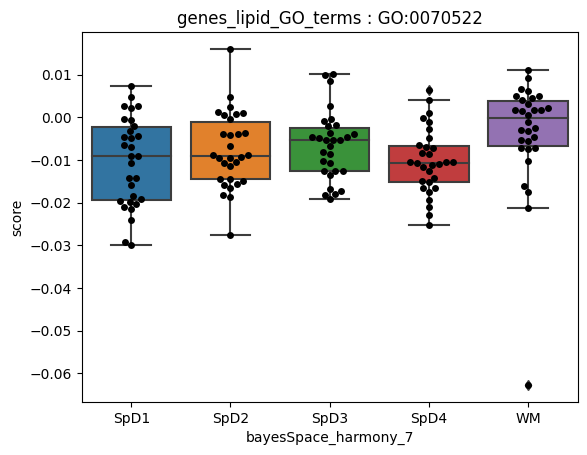 genes_lipid_GO_terms : GO:0070522
0.01
0.00
−0.01
−0.02
−0.03
−0.04
−0.05
−0.06
score
SpD1 SpD2 SpD3 SpD4 WM
bayesSpace_harmony_7